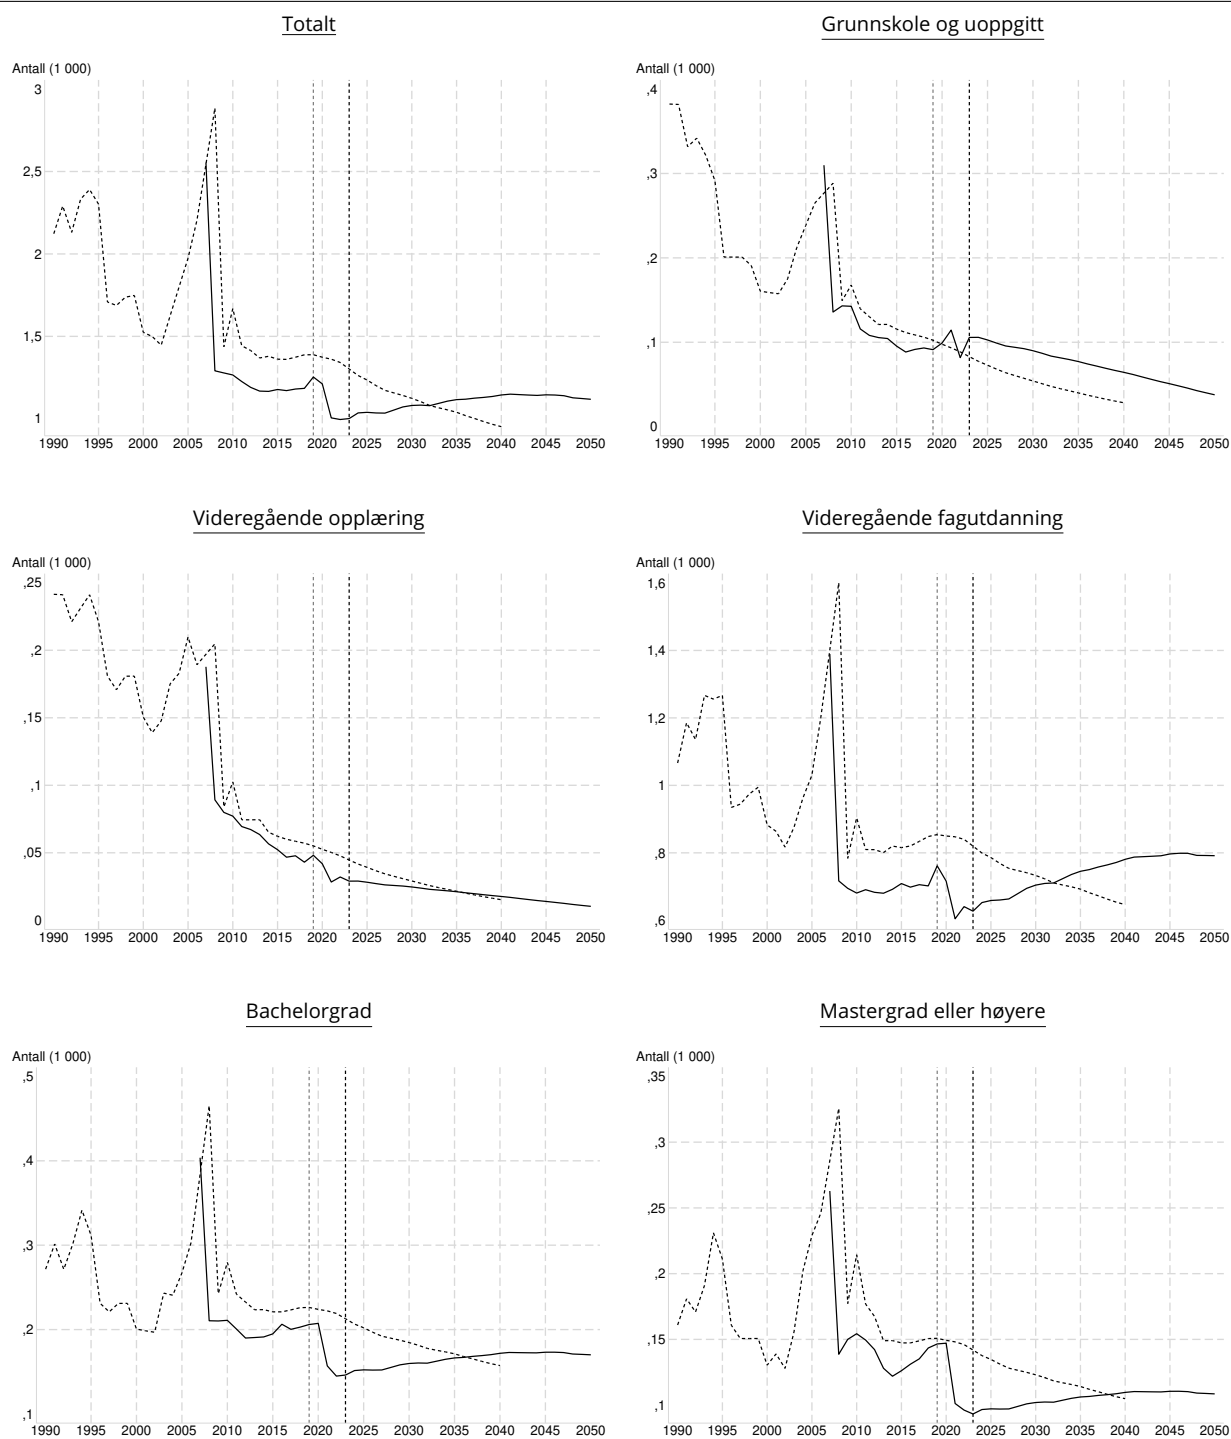 Totalt
Antall (1 000)
3
2,5
2
1,5
1
1990 1995 2000 2005 2010 2015 2020 2025 2030 2035 2040 2045 2050
Grunnskole og uoppgitt
Antall (1 000)
,4
,3
,2
,1
0
1990 1995 2000 2005 2010 2015 2020 2025 2030 2035 2040 2045 2050
Videregående opplæring
Antall (1 000)
,25
,2
,15
,1
,05
0
1990 1995 2000 2005 2010 2015 2020 2025 2030 2035 2040 2045 2050
Videregående fagutdanning
Antall (1 000)
1,6
1,4
1,2
1
,8
,6
1990 1995 2000 2005 2010 2015 2020 2025 2030 2035 2040 2045 2050
Bachelorgrad
Antall (1 000)
,5
,4
,3
,2
,1
1990 1995 2000 2005 2010 2015 2020 2025 2030 2035 2040 2045 2050
Mastergrad eller høyere
Antall (1 000)
,35
,3
,25
,2
,15
,1
1990 1995 2000 2005 2010 2015 2020 2025 2030 2035 2040 2045 2050